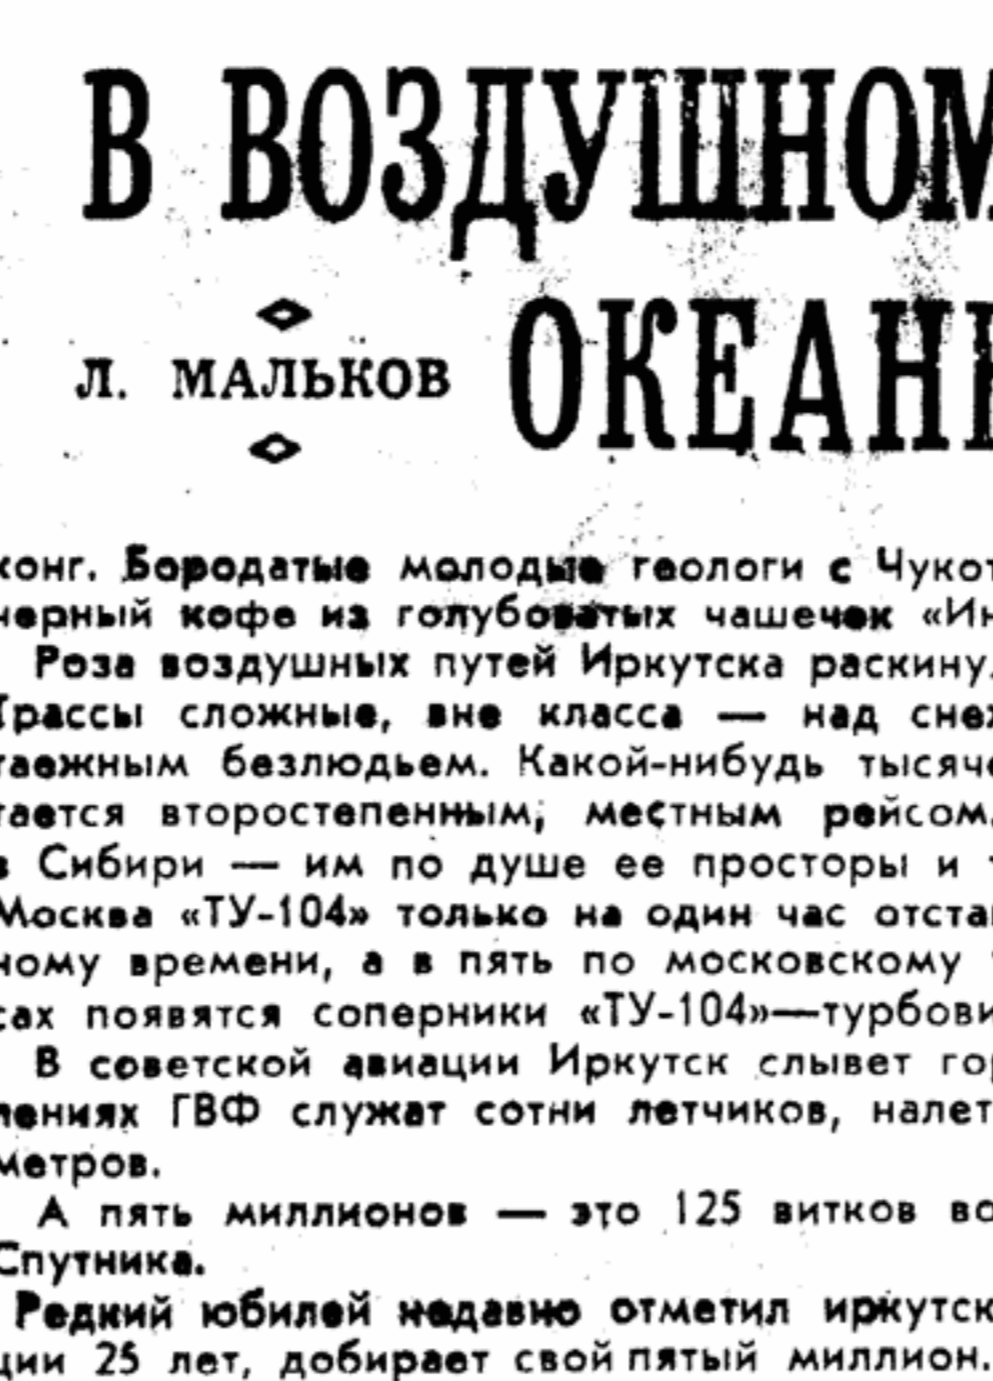 В ВОЗДУШНОМ
Л. МАЛЬКОВ
ОКЕАН
конг. Бородатые молодые геологи с Чукот
черный кофе из голубоватых чашечек «Ин
Роза воздушных путей Иркутска раскину
Трассы сложные, вне класса — над снеж
таежным безлюдьем. Какой-нибудь тысяче
тается второстепенным, местным рейсом.
в Сибири — им по душе ее просторы и
Москва «ТУ-104» только на один час отста
ному времени, а в пять по московскому
сах появятся соперники «ТУ-104»—турбови
В советской авиации Иркутск слывет гор
лениях ГВФ служат сотни летчиков, налет
метров.
А пять миллионов — это 125 витков во
Спутника.
Редкий юбилей недавно отметил иркутск
ции 25 лет, добирает свой пятый миллион.